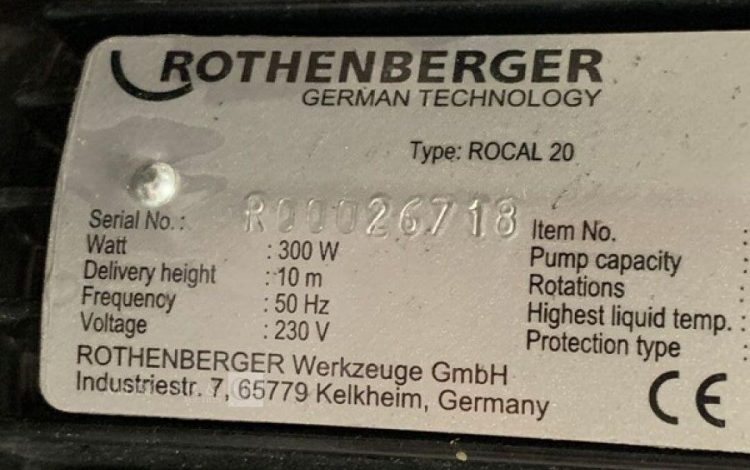 ROTHENBERGER
GERMAN TECHNOLOGY
Type: ROCAL 20
Serial No. : R00026718
Watt : 300 W
Delivery height : 10 m
Frequency : 50 Hz
Voltage : 230 V
Item No. :
Pump capacity :
Rotations :
Highest liquid temp. :
Protection type :
ROTHENBERGER Werkzeuge GmbH
Industriestr. 7, 65779 Kelkheim, Germany
CE